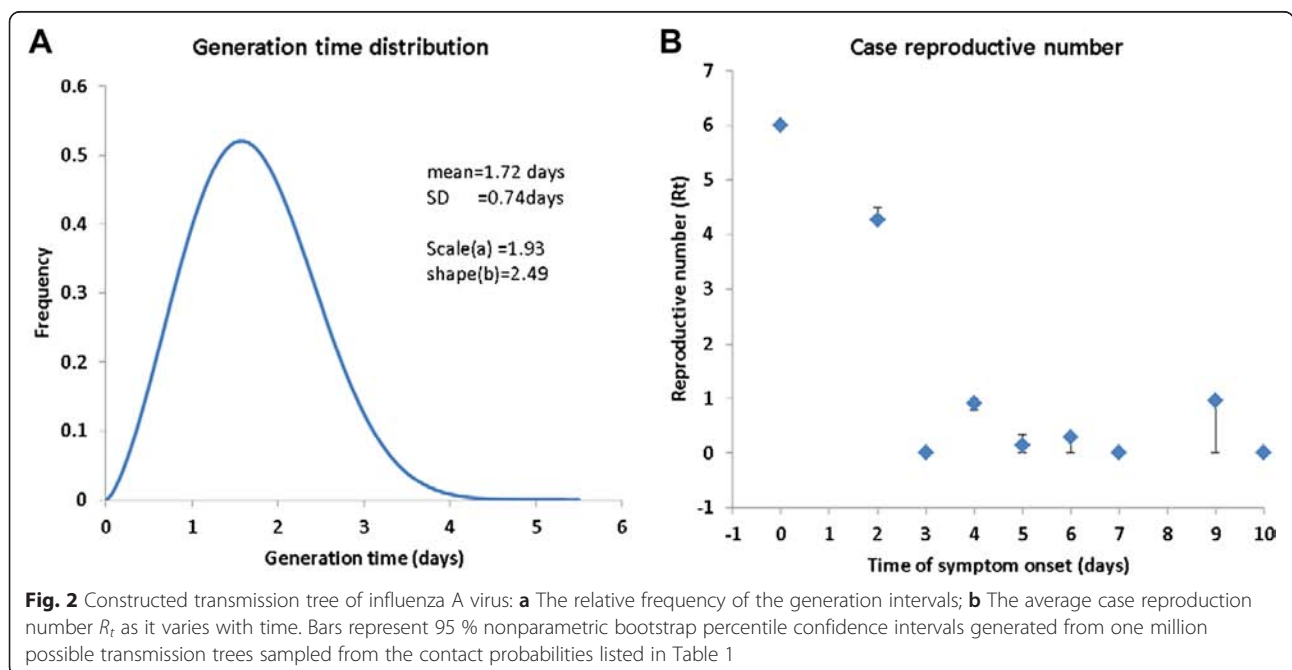 A
Generation time distribution
0.6
0.5
0.4
0.3
0.2
0.1
0
Frequency
mean=1.72 days
SD =0.74days
Scale(a) =1.93
shape(b)=2.49
0 1 2 3 4 5 6
Generation time (days)
B
Case reproductive number
7
6
5
4
3
2
1
0
-1
Reproductive number (Rt)
-1 0 1 2 3 4 5 6 7 8 9 10
Time of symptom onset (days)
Fig. 2 Constructed transmission tree of influenza A virus: a The relative frequency of the generation intervals; b The average case reproduction
number Rt as it varies with time. Bars represent 95 % nonparametric bootstrap percentile confidence intervals generated from one million
possible transmission trees sampled from the contact probabilities listed in Table 1